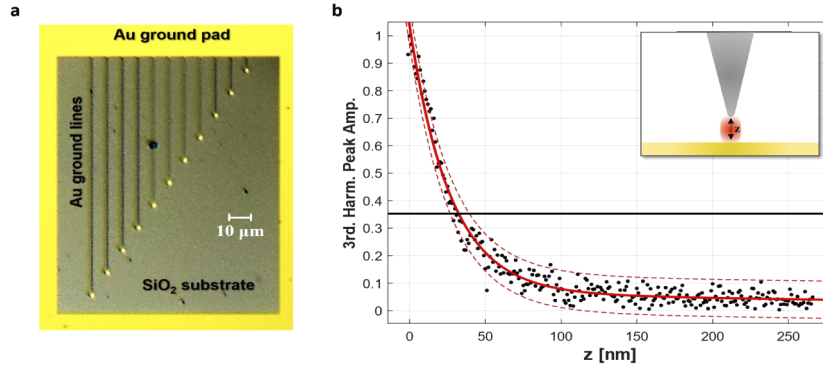 a
Au ground pad
Au ground lines
10 μm
SiO₂ substrate
b
3rd. Harm. Peak Amp.
1
0.9
0.8
0.7
0.6
0.5
0.4
0.3
0.2
0.1
0
0
50
100
150
200
250
z [nm]
z